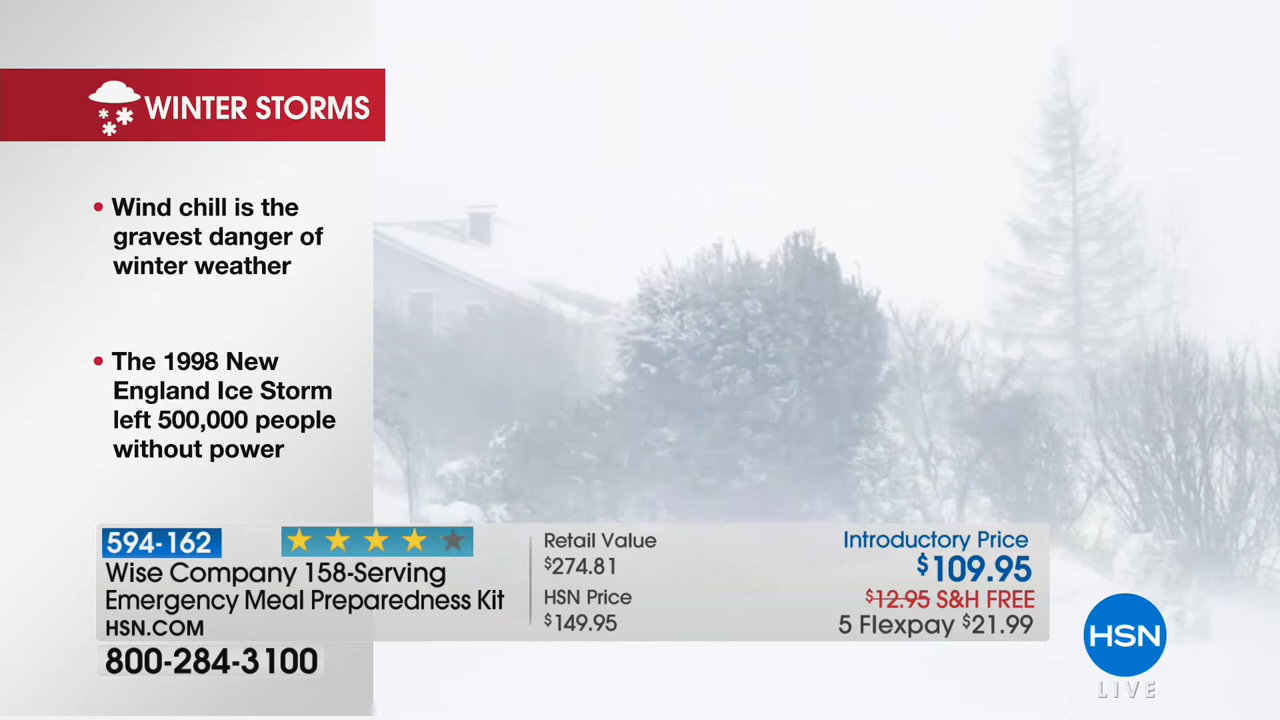 WINTER STORMS
• Wind chill is the
gravest danger of
winter weather
• The 1998 New
England Ice Storm
left 500,000 people
without power
594-162
Wise Company 158-Serving
Emergency Meal Preparedness Kit
HSN.COM
800-284-3100
Retail Value
$274.81
HSN Price
$149.95
Introductory Price
$109.95
$12.95 S&H FREE
5 Flexpay $21.99
HSN
LIVE